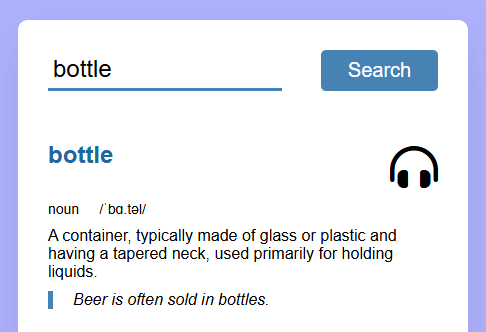 bottle
Search
bottle
noun /ˈbɑ.təl/
A container, typically made of glass or plastic and
having a tapered neck, used primarily for holding
liquids.
Beer is often sold in bottles.